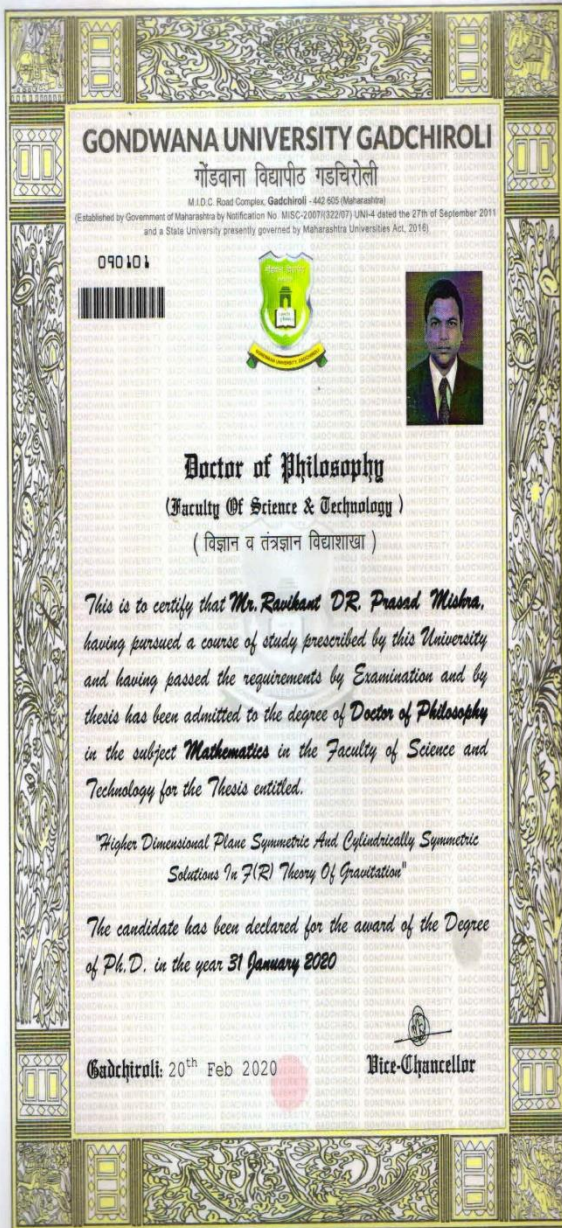 GONDWANA UNIVERSITY GADCHIROLI
गोंडवाना विद्यापीठ गडचिरोली
M.I.D.C. Road Complex, Gadchiroli - 442 605 (Maharashtra)
(Established by Government of Maharashtra by Notification No. MISC-2007/(322/07) UNI-4 dated the 27th of September 2011
and a State University presently governed by Maharashtra Universities Act, 2016)
090101
GONDWANA UNIVERSITY, GADCHIROLI
Doctor of Philosophy
(Faculty Of Science & Technology )
( विज्ञान व तंत्रज्ञान विद्याशाखा )
This is to certify that Mr. Ravikant DR. Prasad Mishra,
having pursued a course of study prescribed by this University
and having passed the requirements by Examination and by
thesis has been admitted to the degree of Doctor of Philosophy
in the subject Mathematics in the Faculty of Science and
Technology for the Thesis entitled.
"Higher Dimensional Plane Symmetric And Cylindrically Symmetric
Solutions In F(R) Theory Of Gravitation"
The candidate has been declared for the award of the Degree
of Ph.D. in the year 31 January 2020
Gadchiroli: 20th Feb 2020
Vice-Chancellor